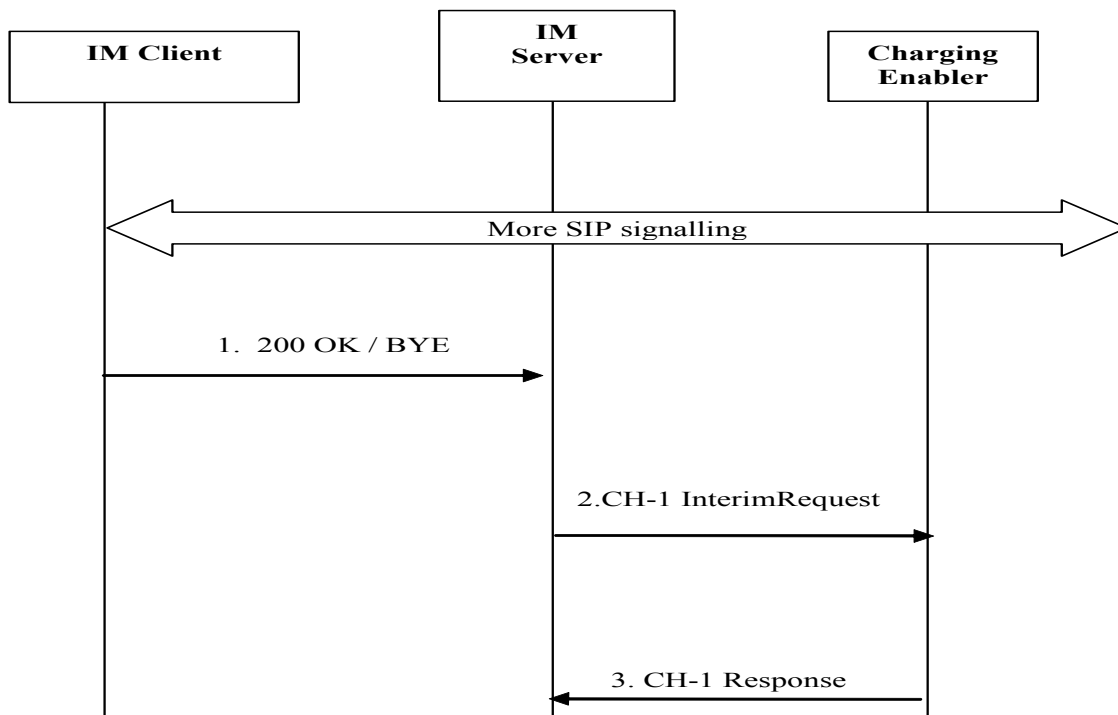 IM Client
IM
Server
Charging
Enabler
More SIP signalling
1. 200 OK / BYE
2.CH-1 InterimRequest
3. CH-1 Response